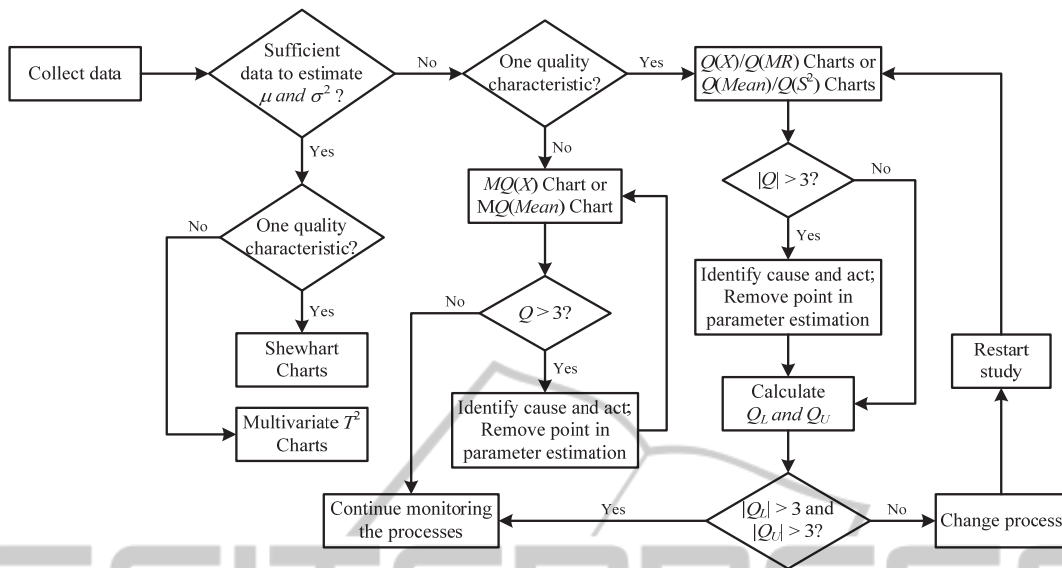 Collect data
Sufficient
data to estimate
μ and σ² ?
No
One quality
characteristic?
Yes
Q(X)/Q(MR) Charts or
Q(Mean)/Q(S²) Charts
Yes
No
|Q| > 3?
No
One quality
characteristic?
No
MQ(X) Chart or
MQ(Mean) Chart
Yes
Identify cause and act;
Remove point in
parameter estimation
Yes
Shewhart
Charts
No
Q > 3?
Yes
Restart
study
Multivariate T²
Charts
Identify cause and act;
Remove point in
parameter estimation
Calculate
Q_L and Q_U
Continue monitoring
the processes
Yes
|Q_L| > 3 and
|Q_U| > 3?
No
Change process